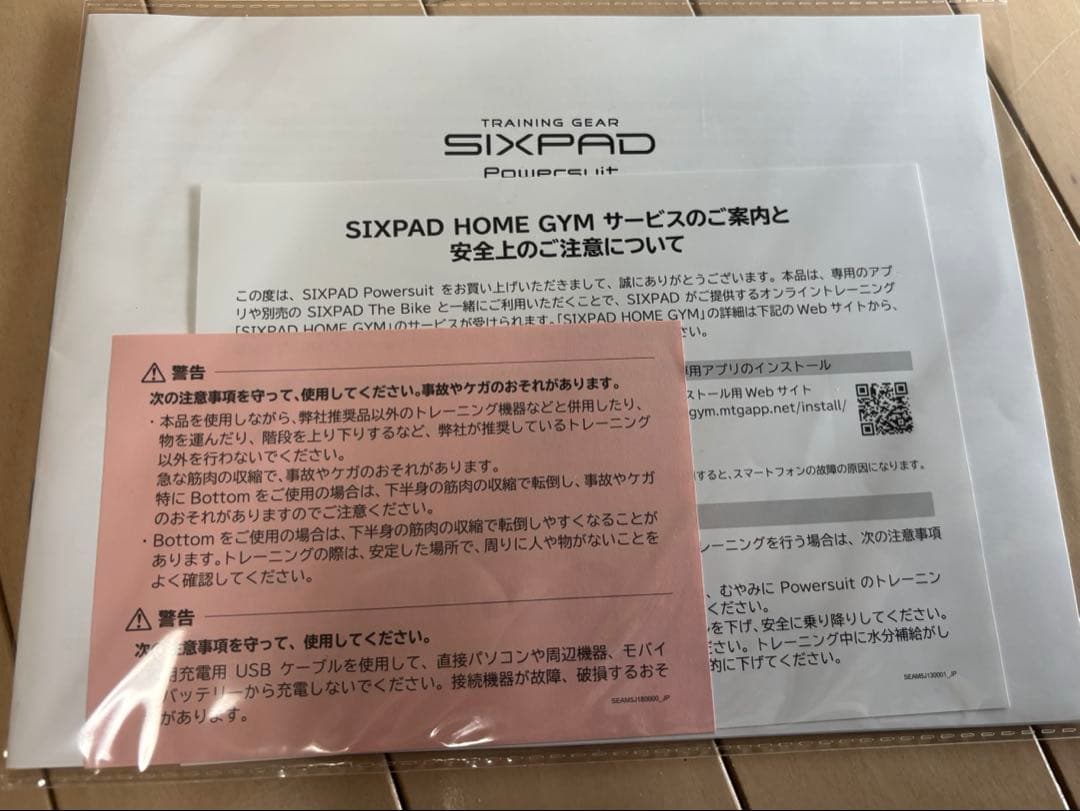 TRAINING GEAR
SIXPAD
Powersuit
SIXPAD HOME GYM サービスのご案内と
安全上のご注意について
この度は、SIXPAD Powersuit をお買い上げいただきまして、誠にありがとうございます。本品は、専用のアプ
リや別売の SIXPAD The Bike と一緒にご利用いただくことで、SIXPAD がご提供するオンライントレーニング
「SIXPAD HOME GYM」のサービスが受けられます。「SIXPAD HOME GYM」の詳細は下記の Web サイトから、
さい。
専用アプリのインストール
ストール用 Web サイト
gym.mtgapp.net/install/
すると、スマートフォンの故障の原因になります。
レーニングを行う場合は、次の注意事項
、むやみに Powersuit のトレーニン
ください。
を下げ、安全に乗り降りしてください。
さい。トレーニング中に水分補給がし
的に下げてください。
SEAMSJ130001_JP
警告
次の注意事項を守って、使用してください。事故やケガのおそれがあります。
・本品を使用しながら、弊社推奨品以外のトレーニング機器などと併用したり、
物を運んだり、階段を上り下りするなど、弊社が推奨しているトレーニング
以外を行わないでください。
急な筋肉の収縮で、事故やケガのおそれがあります。
特に Bottom をご使用の場合は、下半身の筋肉の収縮で転倒し、事故やケガ
のおそれがありますのでご注意ください。
・Bottom をご使用の場合は、下半身の筋肉の収縮で転倒しやすくなることが
あります。トレーニングの際は、安定した場所で、周りに人や物がないことを
よく確認してください。
警告
次の注意事項を守って、使用してください。
用充電用 USB ケーブルを使用して、直接パソコンや周辺機器、モバイ
バッテリーから充電しないでください。接続機器が故障、破損するおそ
があります。
SEAMSJ180000_JP